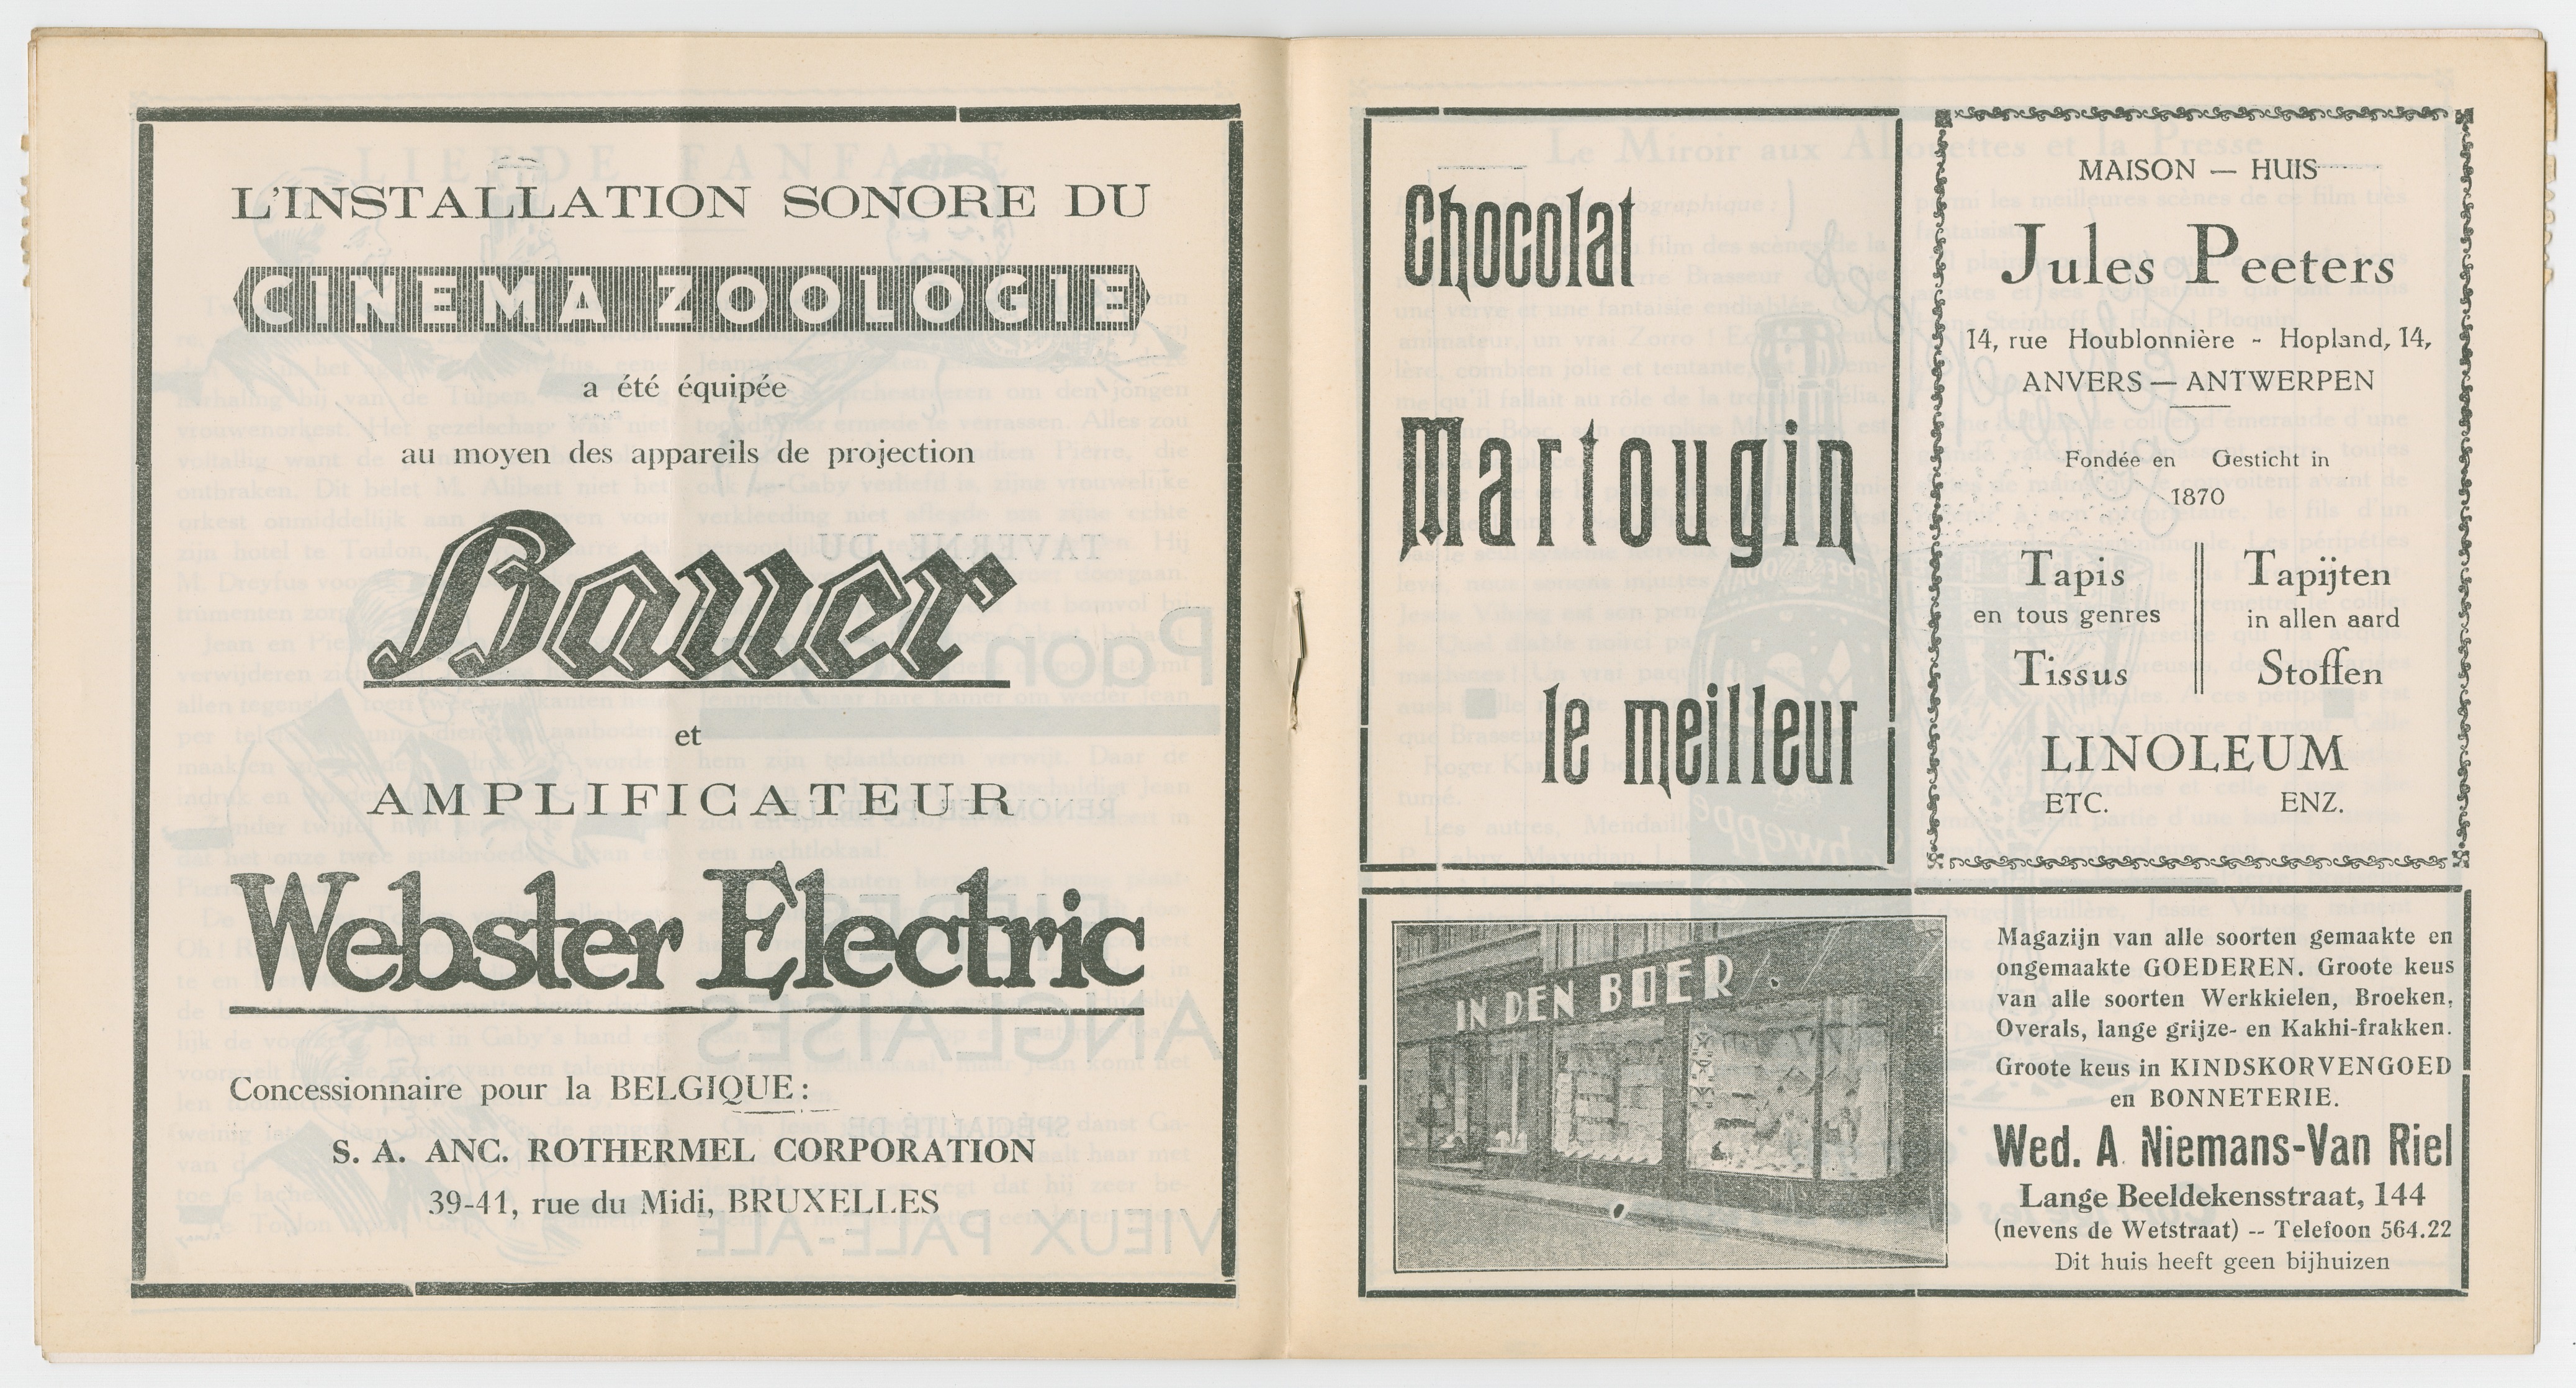 L'INSTALLATION SONORE DU
CINEMA ZOOLOGIE
a été équipée
au moyen des appareils de projection
Bauer
et
AMPLIFICATEUR
Webster Electric
Concessionnaire pour la BELGIQUE:
S. A. ANC. ROTHERMEL CORPORATION
39-41, rue du Midi, BRUXELLES
Chocolat
Martougin
le meilleur
MAISON — HUIS
Jules Peeters
14, rue Houblonnière - Hopland, 14,
ANVERS — ANTWERPEN
Fondée en Gesticht in
1870
Tapis
en tous genres
Tissus
Tapijten
in allen aard
Stoffen
LINOLEUM
ETC. ENZ.
IN DEN BOER
Magazijn van alle soorten gemaakte en
ongemaakte GOEDEREN. Groote keus
van alle soorten Werkkielen, Broeken,
Overals, lange grijze- en Kakhi-frakken.
Groote keus in KINDSKORVENGOED
en BONNETERIE.
Wed. A. Niemans-Van Riel
Lange Beeldekensstraat, 144
(nevens de Wetstraat) -- Telefoon 564.22
Dit huis heeft geen bijhuizen